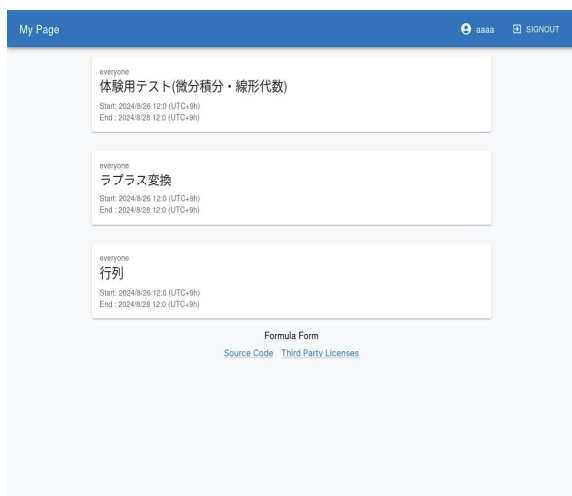 My Page
aaaa
SIGNOUT
everyone
体験用テスト(微分積分・線形代数)
Start: 2024/8/26 12:0 (UTC+9h)
End : 2024/8/28 12:0 (UTC+9h)
everyone
ラプラス変換
Start: 2024/8/26 12:0 (UTC+9h)
End : 2024/8/28 12:0 (UTC+9h)
everyone
行列
Start: 2024/8/26 12:0 (UTC+9h)
End : 2024/8/28 12:0 (UTC+9h)
Formula Form
Source Code Third Party Licenses